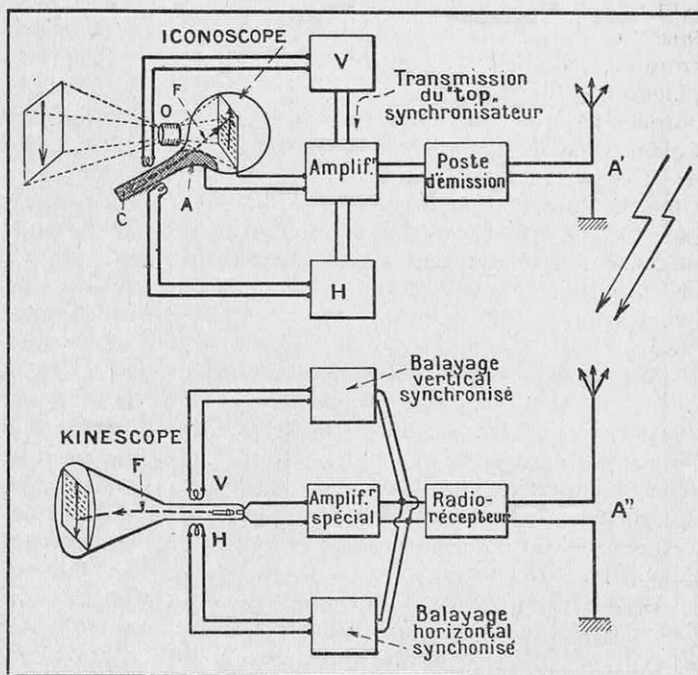 ICONOSCOPE
V
Transmission
du "top"
synchronisateur
F
O
Amplif.r
Poste
d'émission
A'
A
C
H
Balayage
vertical
synchronisé
KINESCOPE
F
V
Amplif.r
spécial
Radio-
récepteur
A"
H
Balayage
horizontal
synchonisé